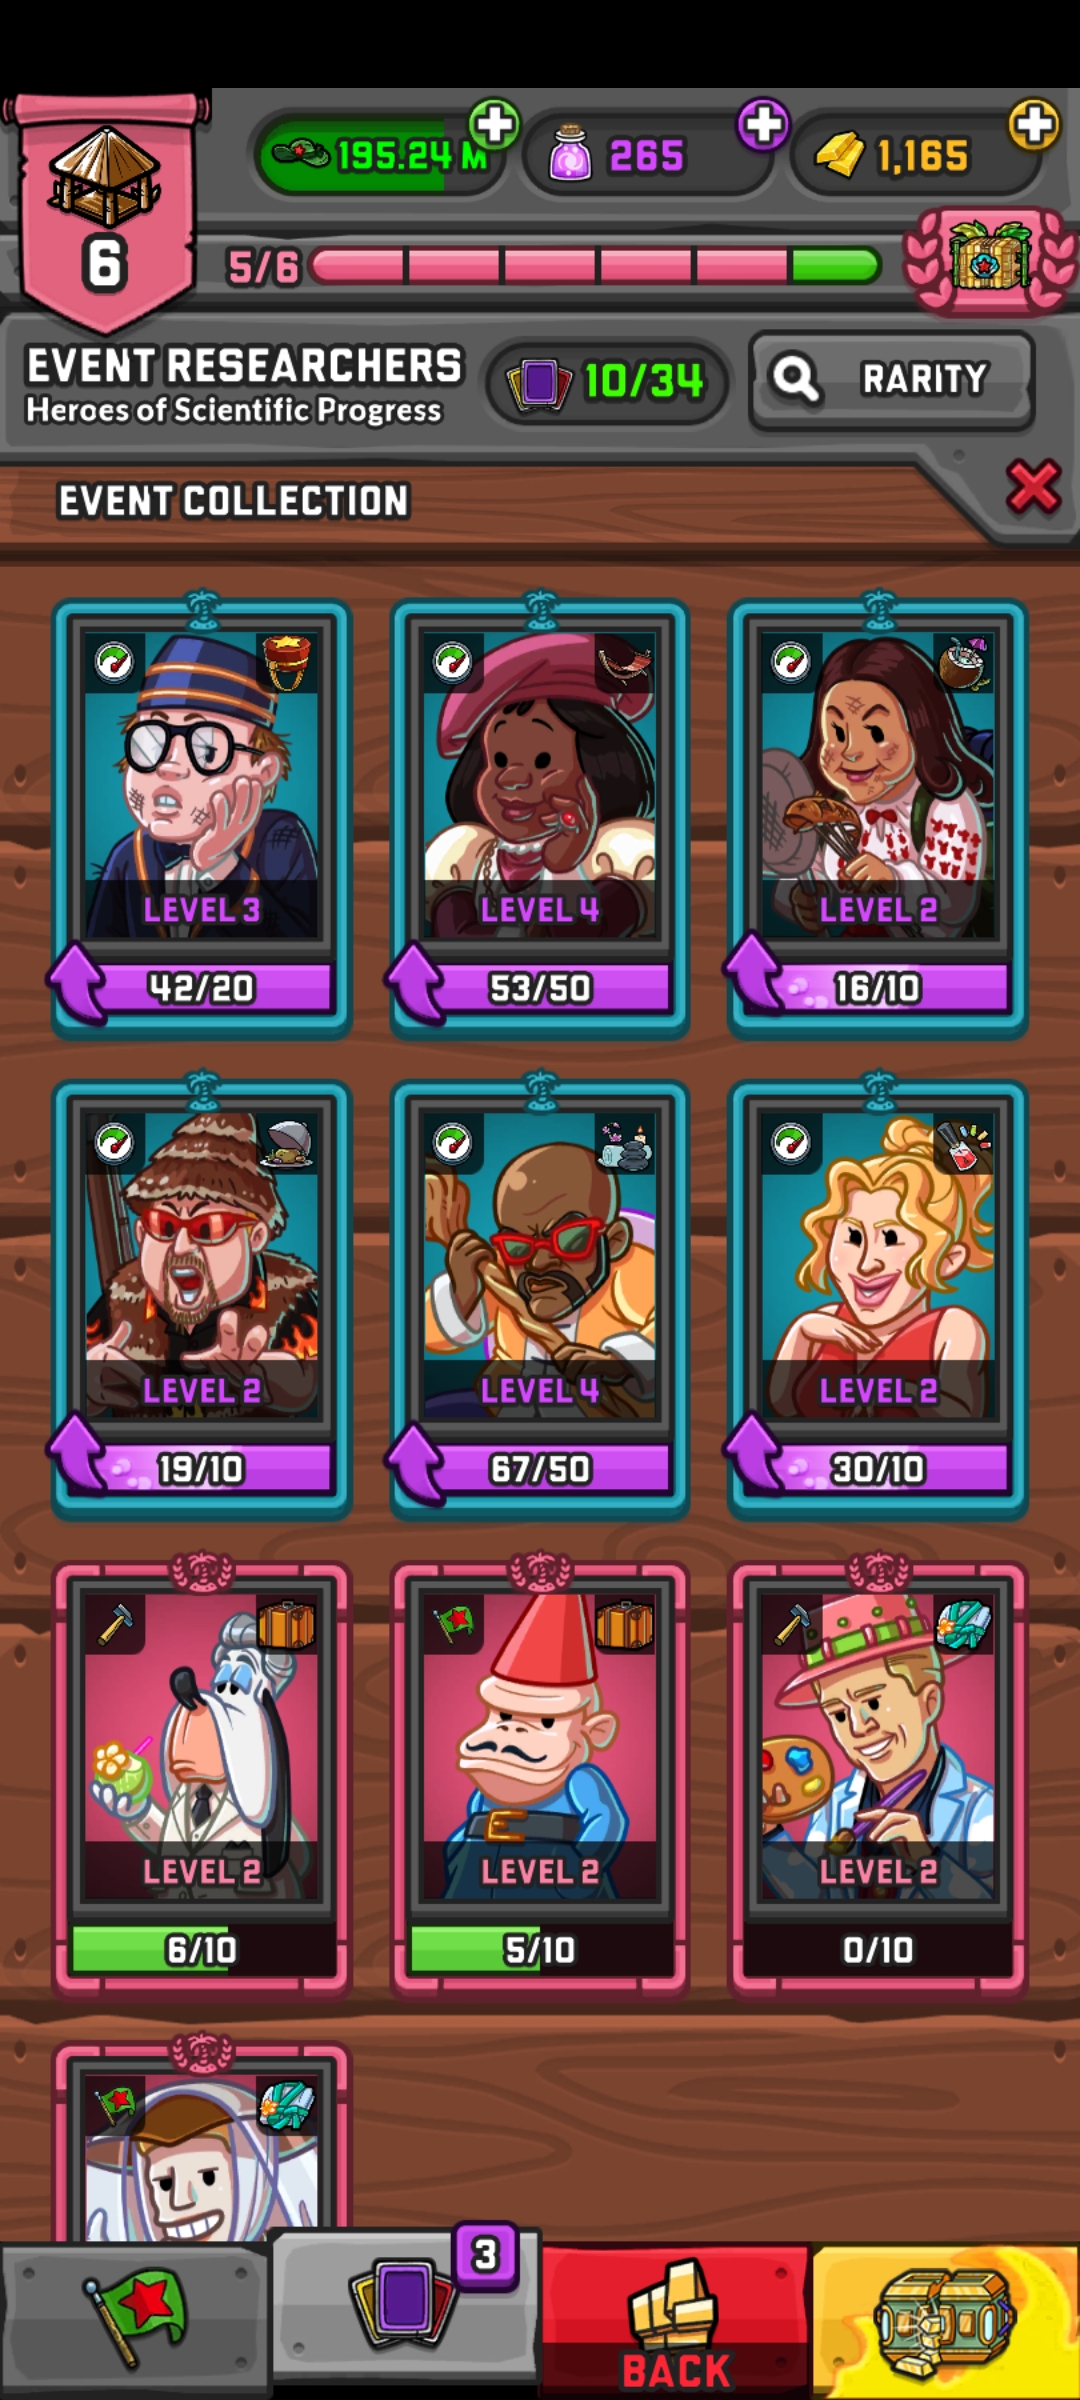 195.24 M
265
1,165
6
5/6
EVENT RESEARCHERS
Heroes of Scientific Progress
10/34
RARITY
EVENT COLLECTION
LEVEL 3
LEVEL 4
LEVEL 2
42/20
53/50
16/10
LEVEL 2
LEVEL 4
LEVEL 2
19/10
67/50
30/10
LEVEL 2
LEVEL 2
LEVEL 2
6/10
5/10
0/10
3
BACK